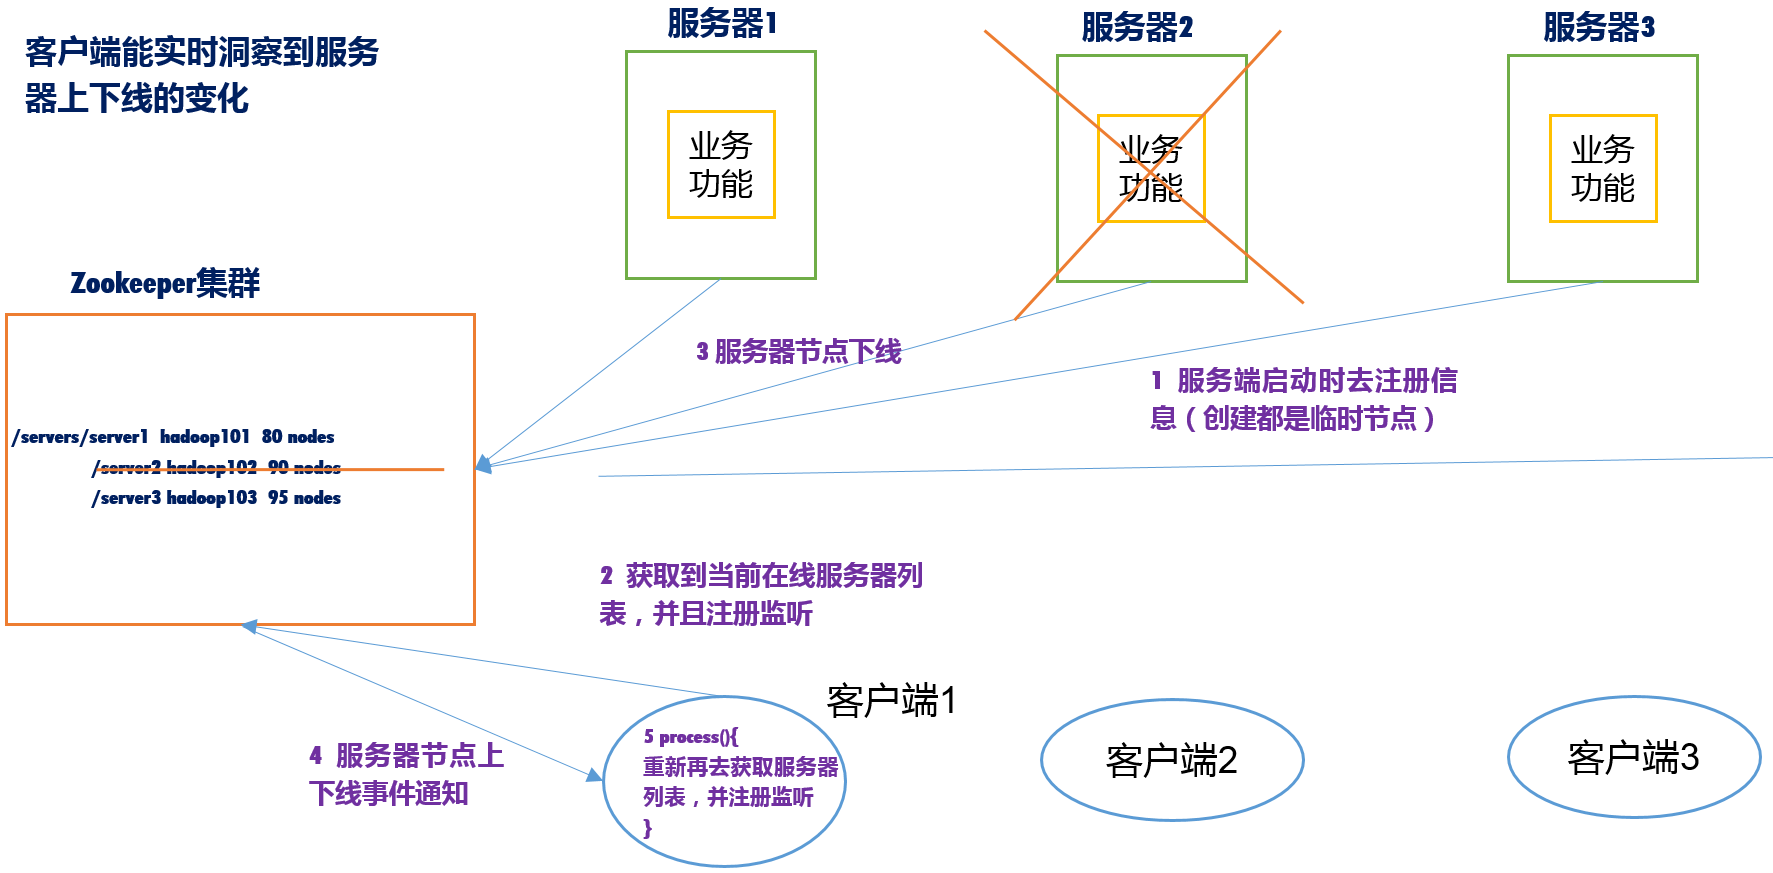 客户端能实时洞察到服务
器上下线的变化
服务器1
服务器2
服务器3
业务
功能
业务
功能
业务
功能
Zookeeper集群
3 服务器节点下线
1 服务端启动时去注册信
息（创建都是临时节点）
/servers/server1 hadoop101 80 nodes
/server2 hadoop102 90 nodes
/server3 hadoop103 95 nodes
2 获取到当前在线服务器列
表，并且注册监听
4 服务器节点上
下线事件通知
客户端1
5 process(){
重新再去获取服务器
列表，并注册监听
}
客户端2
客户端3